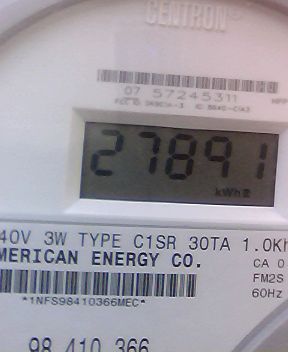 CENTRON®
07 57245311
27891
kWh
40V 3W TYPE C1SR 30TA 1.0Kh
MERICAN ENERGY CO.
CA 0
FM2S
60Hz
*1NFS98410366MEC*
98 410 366